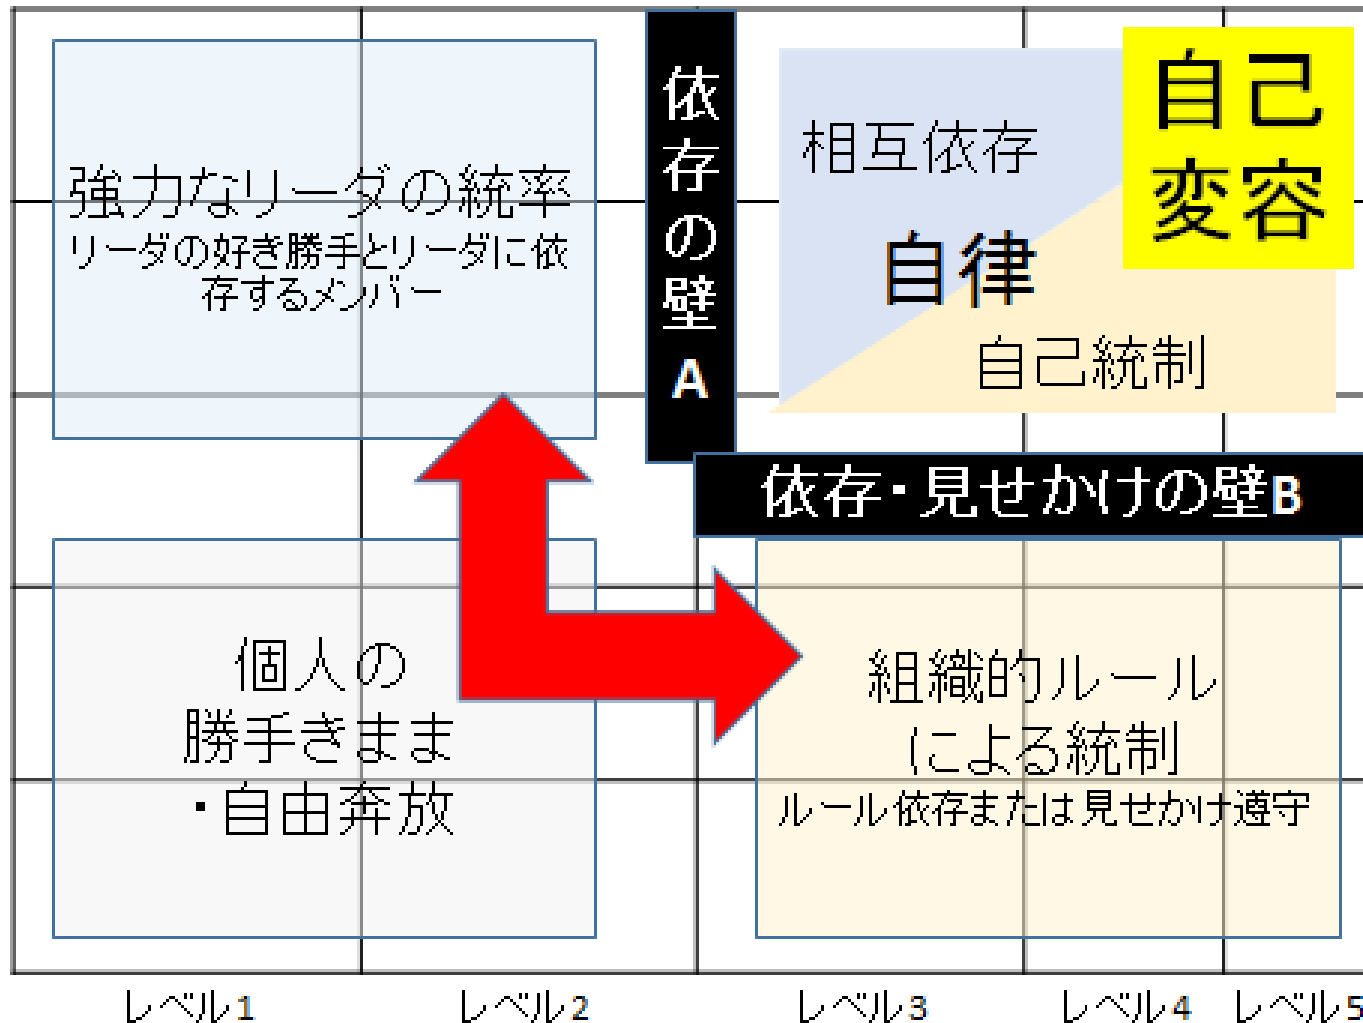 強力なリーダの統率
リーダの好き勝手とリーダに依
存するメンバー
依存の壁A
相互依存
自律
自己統制
自己
変容
依存・見せかけの壁B
個人の
勝手きまま
・自由奔放
組織的ルール
による統制
ルール依存または見せかけ遵守
レベル1
レベル2
レベル3
レベル4
レベル5